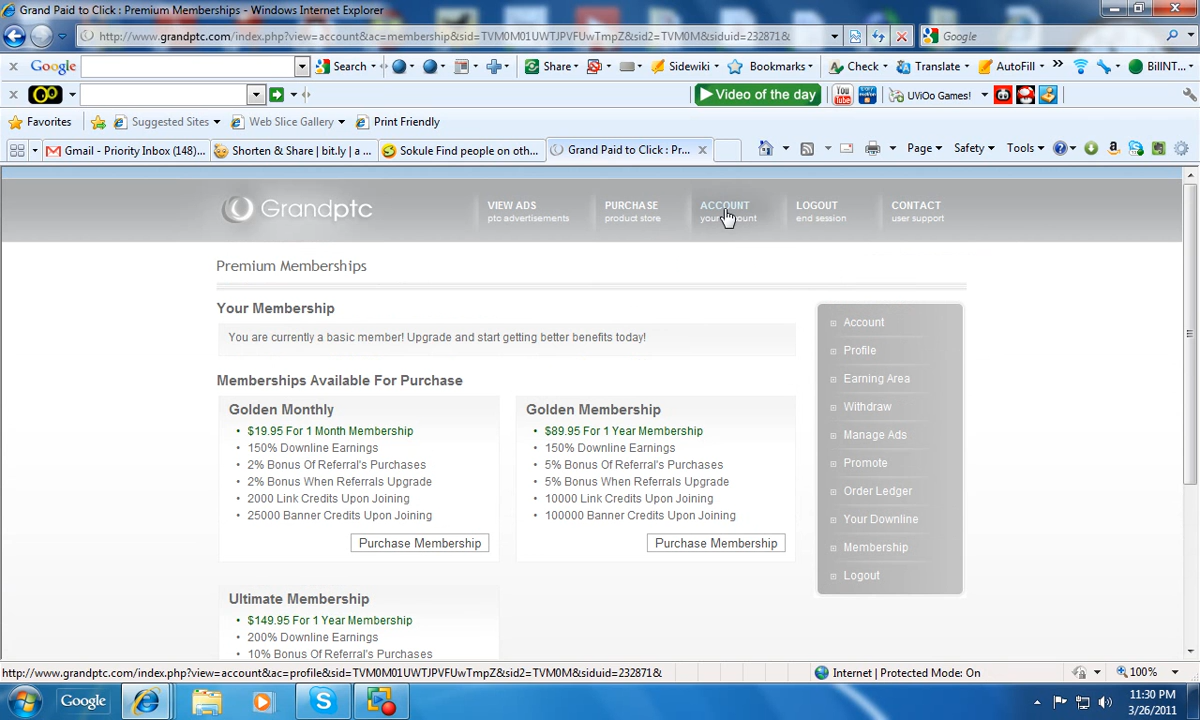 Grand Paid to Click : Premium Memberships - Windows Internet Explorer
http://www.grandptc.com/index.php?view=account&ac=membership&sid=TVM0M01UWTJPVFUwTmpZ&sid2=TVM0M&siduid=232871&
Google
Google Search Share Sidewiki Bookmarks Check Translate AutoFill BillNT...
Video of the day You Tube UViOo Games!
Favorites Suggested Sites Web Slice Gallery Print Friendly
Gmail - Priority Inbox (148)... Shorten & Share | bit.ly | a ... Sokule Find people on oth... Grand Paid to Click : Pr... Page Safety Tools
Grandptc
VIEW ADS PURCHASE ACCOUNT LOGOUT CONTACT
pto advertisements product store end session user support
Premium Memberships
Your Membership
You are currently a basic member! Upgrade and start getting better benefits today!
Memberships Available For Purchase
Golden Monthly
• $19.95 For 1 Month Membership
• 150% Downline Earnings
• 2% Bonus Of Referral's Purchases
• 2% Bonus When Referrals Upgrade
• 2000 Link Credits Upon Joining
• 25000 Banner Credits Upon Joining
Purchase Membership
Golden Membership
• $89.95 For 1 Year Membership
• 150% Downline Earnings
• 5% Bonus Of Referral's Purchases
• 5% Bonus When Referrals Upgrade
• 10000 Link Credits Upon Joining
• 100000 Banner Credits Upon Joining
Purchase Membership
Ultimate Membership
• $149.95 For 1 Year Membership
• 200% Downline Earnings
• 10% Bonus Of Referral's Purchases
Account
Profile
Earning Area
Withdraw
Manage Ads
Promote
Order Ledger
Your Downline
Membership
Logout
http://www.grandptc.com/index.php?view=account&ac=profile&sid=TVM0M01UWTJPVFUwTmpZ&sid2=TVM0M&siduid=232871&
Internet | Protected Mode: On
100%
Google
11:30 PM
3/26/2011